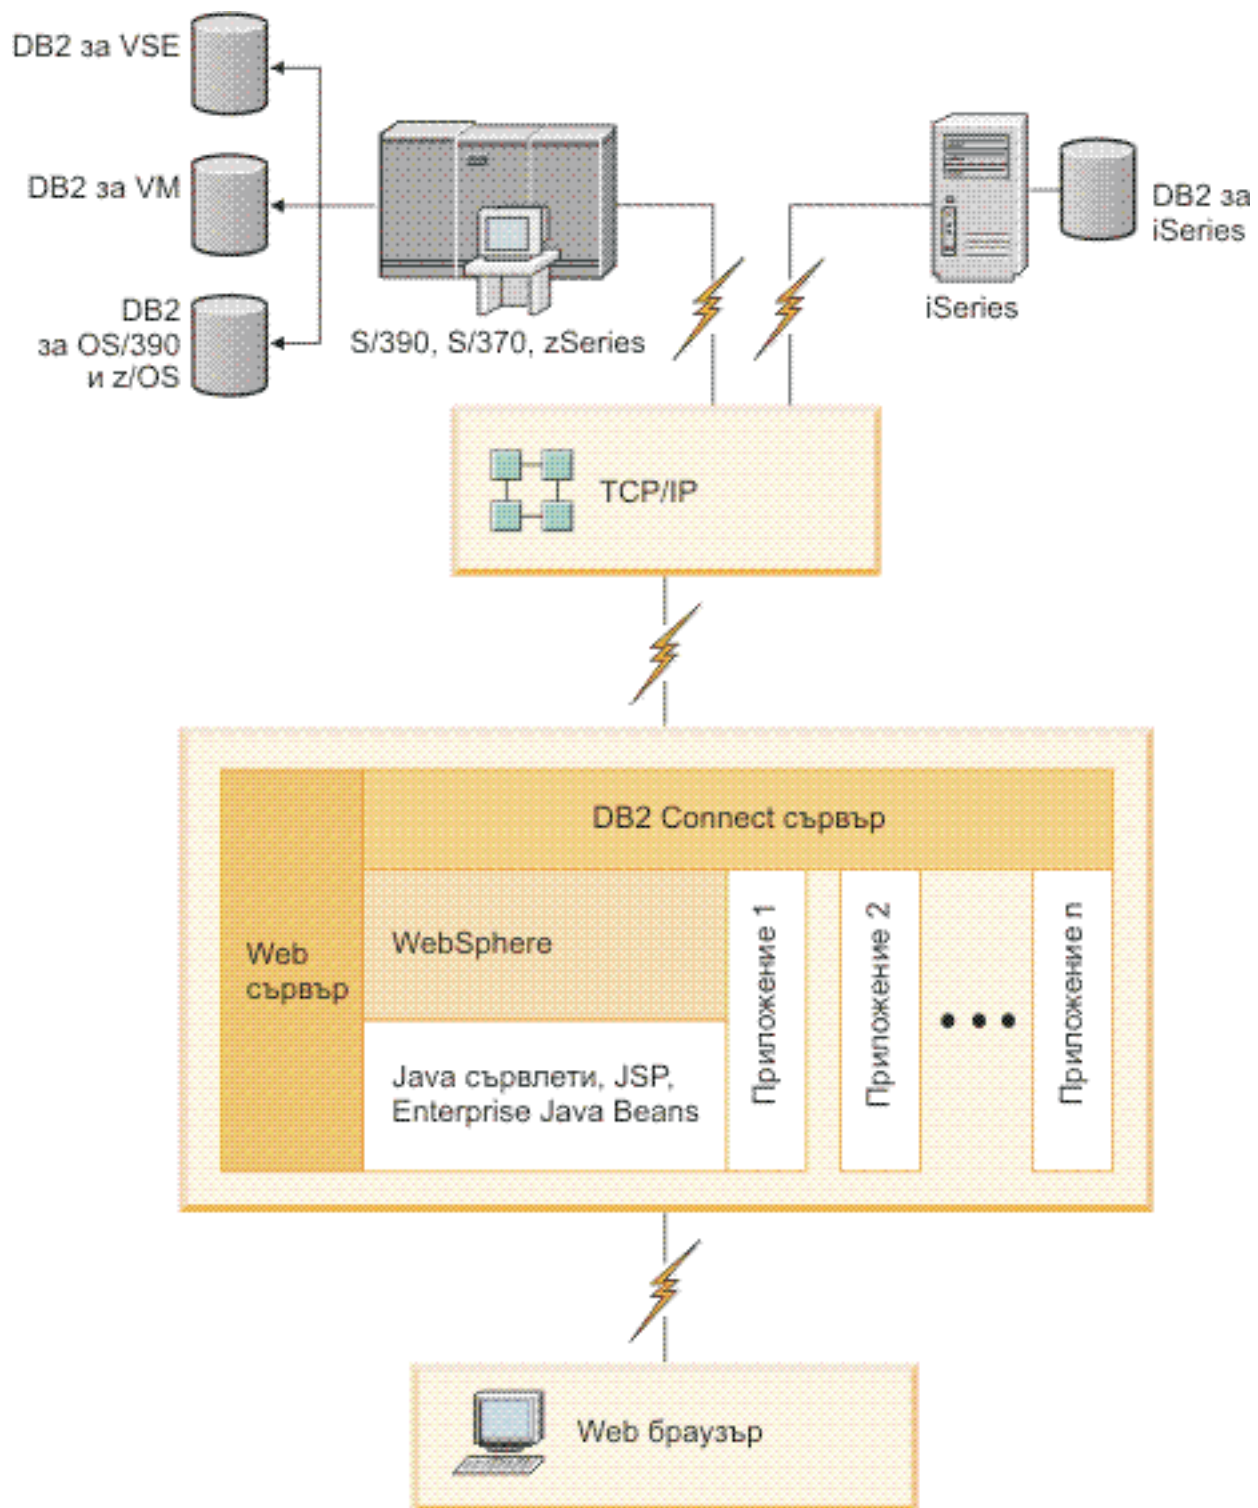 DB2 за VSE
DB2 за VM
DB2
за OS/390
и z/OS
S/390, S/370, zSeries
iSeries
DB2 за
iSeries
TCP/IP
DB2 Connect сървър
Web
сървър
WebSphere
Java сървлети, JSP,
Enterprise Java Beans
Приложение 1
Приложение 2
Приложение n
Web браузър